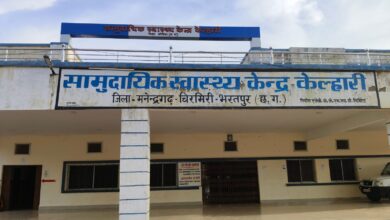 सामुदायिक स्वास्थ्य केन्द्र केल्हारी
सामुदायिक स्वास्थ्य केन्द्र केल्हारी
जिला-मनेन्द्रगढ़-चिरमिरी-भरतपुर (छ.ग.)